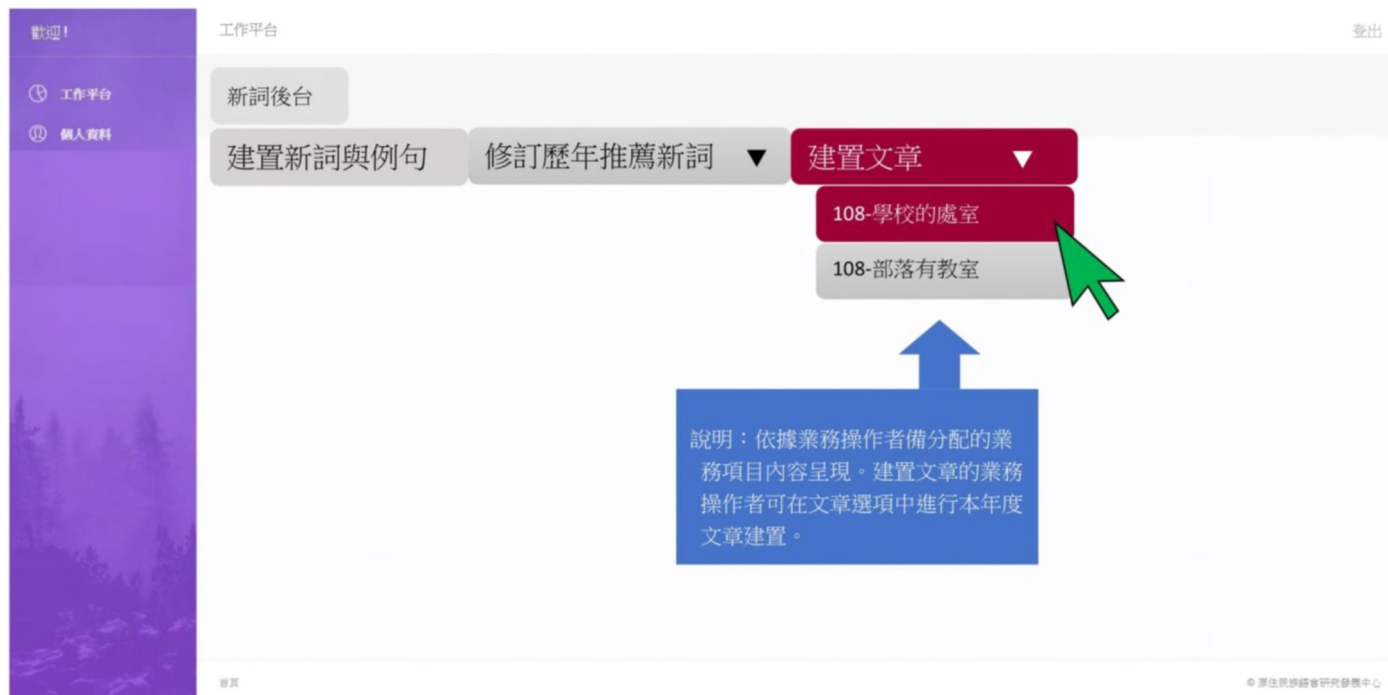 歡迎!
工作平台
登出
工作平台
個人資料
新詞後台
建置新詞與例句
修訂歷年推薦新詞 ▼
建置文章 ▼
108-學校的處室
108-部落有教室
說明：依據業務操作者備分配的業
務項目內容呈現。建置文章的業務
操作者可在文章選項中進行本年度
文章建置。
首頁
© 原住民族語言研究發展中心